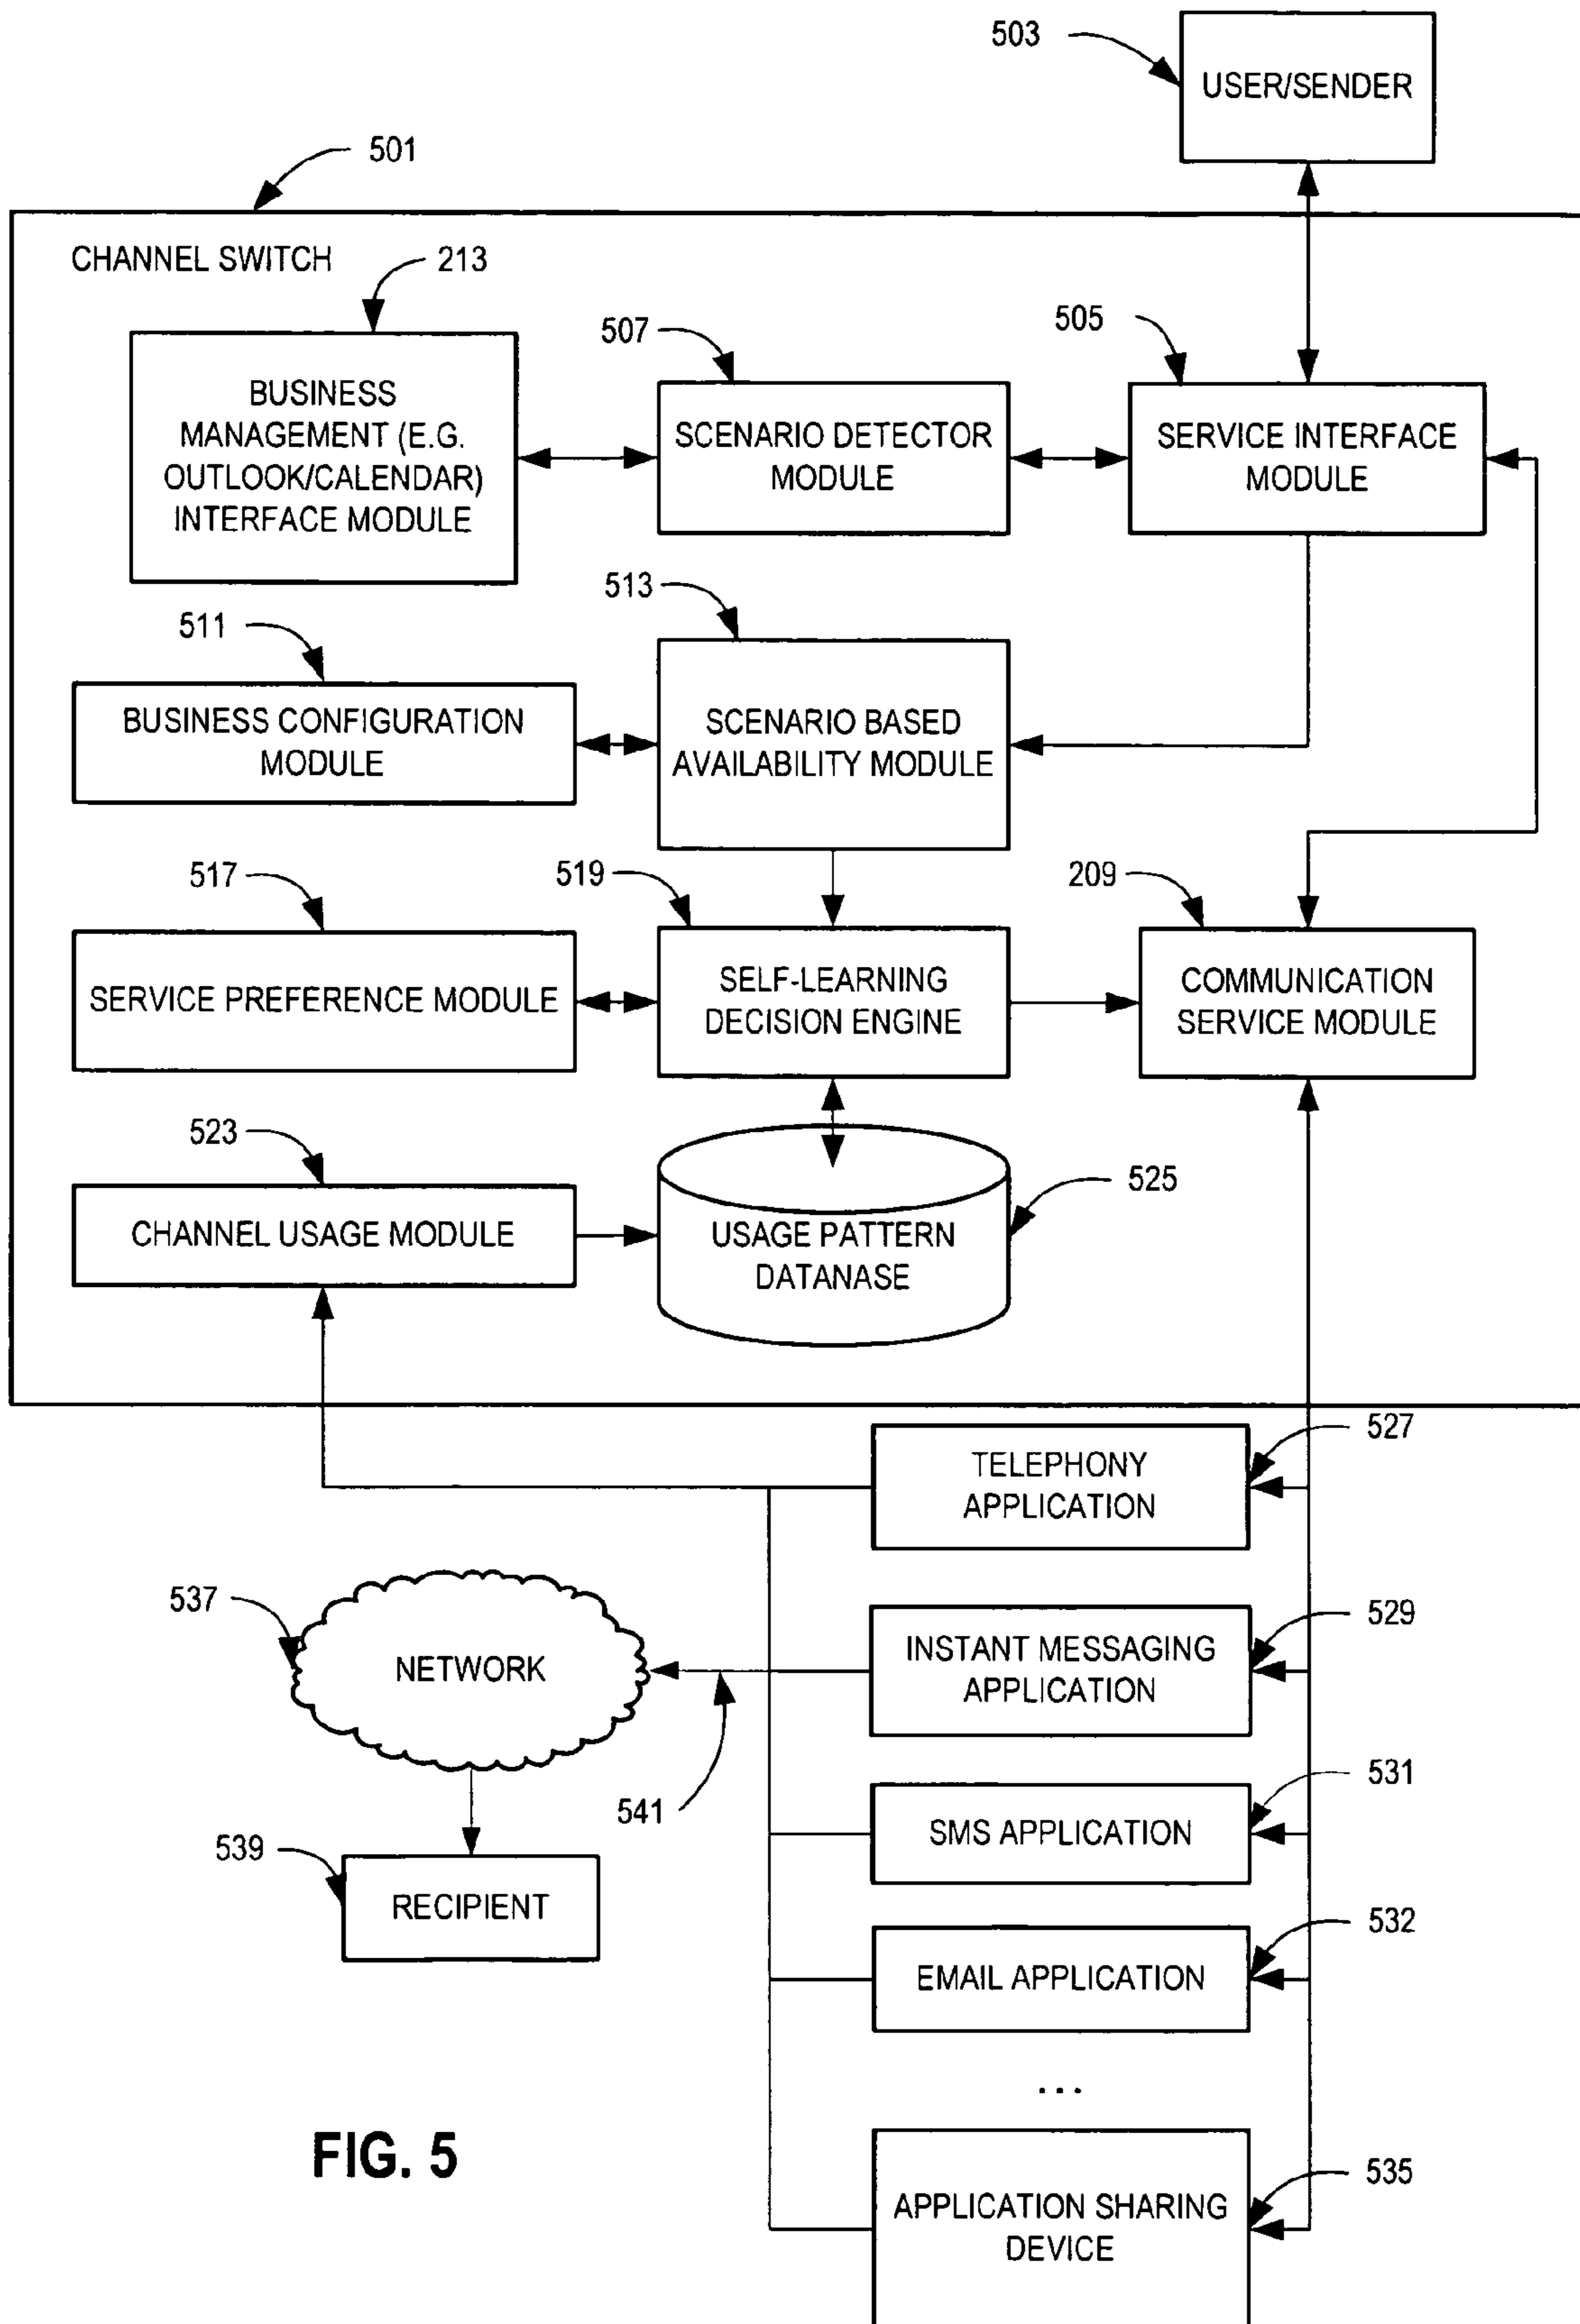 503
USER/SENDER
501
CHANNEL SWITCH
213
507
505
BUSINESS
MANAGEMENT (E.G.
OUTLOOK/CALENDAR)
INTERFACE MODULE
SCENARIO DETECTOR
MODULE
SERVICE INTERFACE
MODULE
511
513
BUSINESS CONFIGURATION
MODULE
SCENARIO BASED
AVAILABILITY MODULE
517
519
209
SERVICE PREFERENCE MODULE
SELF-LEARNING
DECISION ENGINE
COMMUNICATION
SERVICE MODULE
523
525
CHANNEL USAGE MODULE
USAGE PATTERN
DATANASE
527
TELEPHONY
APPLICATION
537
NETWORK
529
INSTANT MESSAGING
APPLICATION
541
531
SMS APPLICATION
539
RECIPIENT
532
EMAIL APPLICATION
...
FIG. 5
535
APPLICATION SHARING
DEVICE